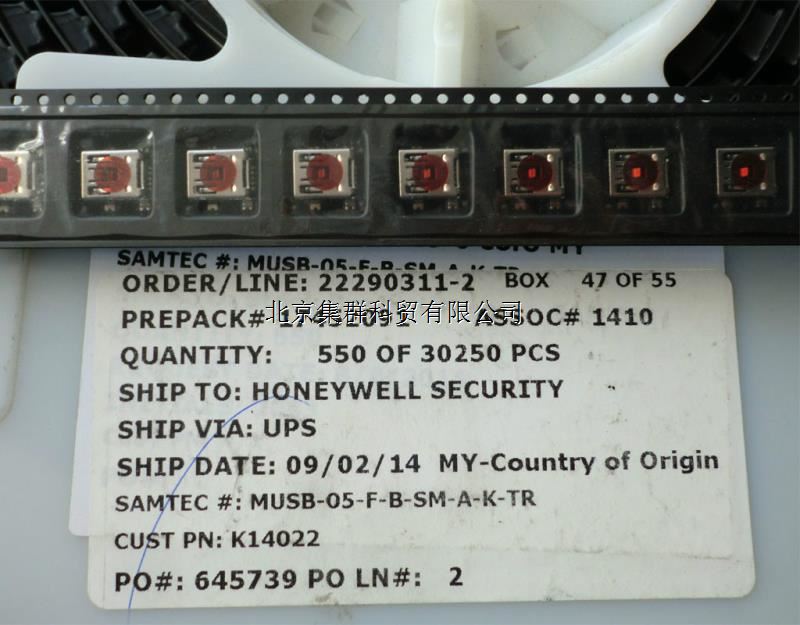 SAMTEC #: MUSB-05-F-B-SM-A-K-TR
ORDER/LINE: 22290311-2 BOX 47 OF 55
PREPACK# ASSOC# 1410
北京集群科贸有限公司
QUANTITY: 550 OF 30250 PCS
SHIP TO: HONEYWELL SECURITY
SHIP VIA: UPS
SHIP DATE: 09/02/14 MY-Country of Origin
SAMTEC #: MUSB-05-F-B-SM-A-K-TR
CUST PN: K14022
PO#: 645739 PO LN#: 2